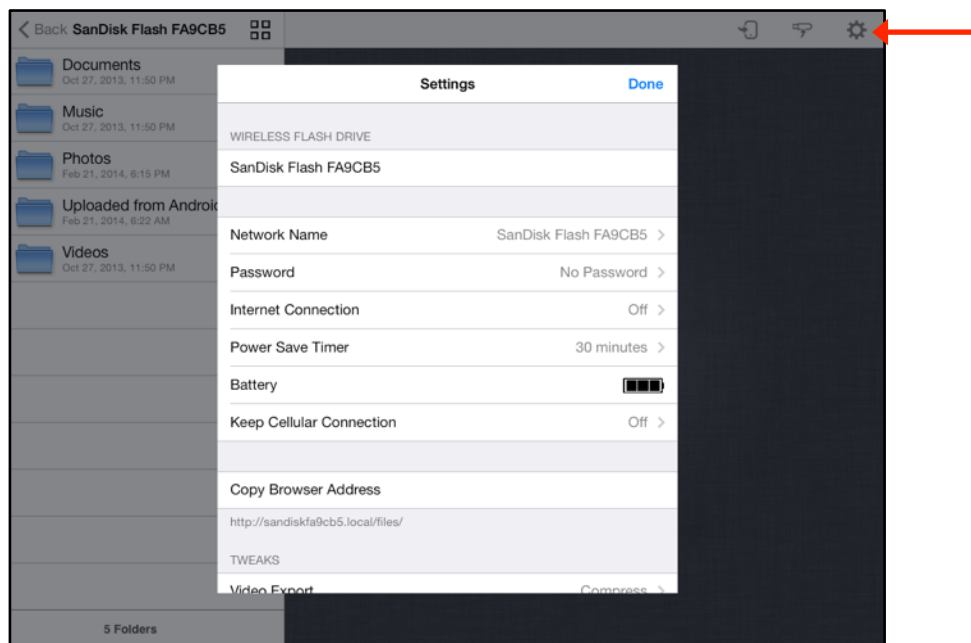 Back SanDisk Flash FA9CB5
Documents
Oct 27, 2013, 11:50 PM
Music
Oct 27, 2013, 11:50 PM
Photos
Feb 21, 2014, 6:15 PM
Uploaded from Android
Feb 21, 2014, 6:22 AM
Videos
Oct 27, 2013, 11:50 PM
5 Folders
Settings Done
WIRELESS FLASH DRIVE
SanDisk Flash FA9CB5
Network Name SanDisk Flash FA9CB5
Password No Password
Internet Connection Off
Power Save Timer 30 minutes
Battery
Keep Cellular Connection Off
Copy Browser Address
http://sandiskfa9cb5.local/files/
TWEAKS
Video Export Compress